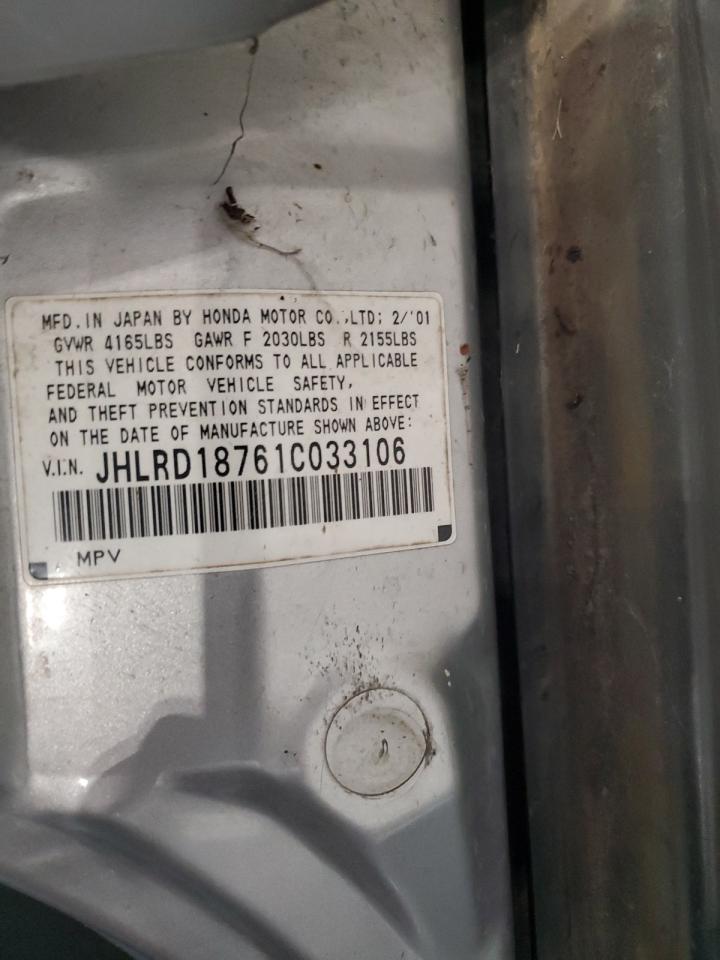 MFD. IN JAPAN BY HONDA MOTOR CO.,LTD; 2/'01
GVWR 4165LBS GAWR F 2030LBS R 2155LBS
THIS VEHICLE CONFORMS TO ALL APPLICABLE
FEDERAL MOTOR VEHICLE SAFETY,
AND THEFT PREVENTION STANDARDS IN EFFECT
ON THE DATE OF MANUFACTURE SHOWN ABOVE:
V.I.N. JHLRD18761C033106
MPV